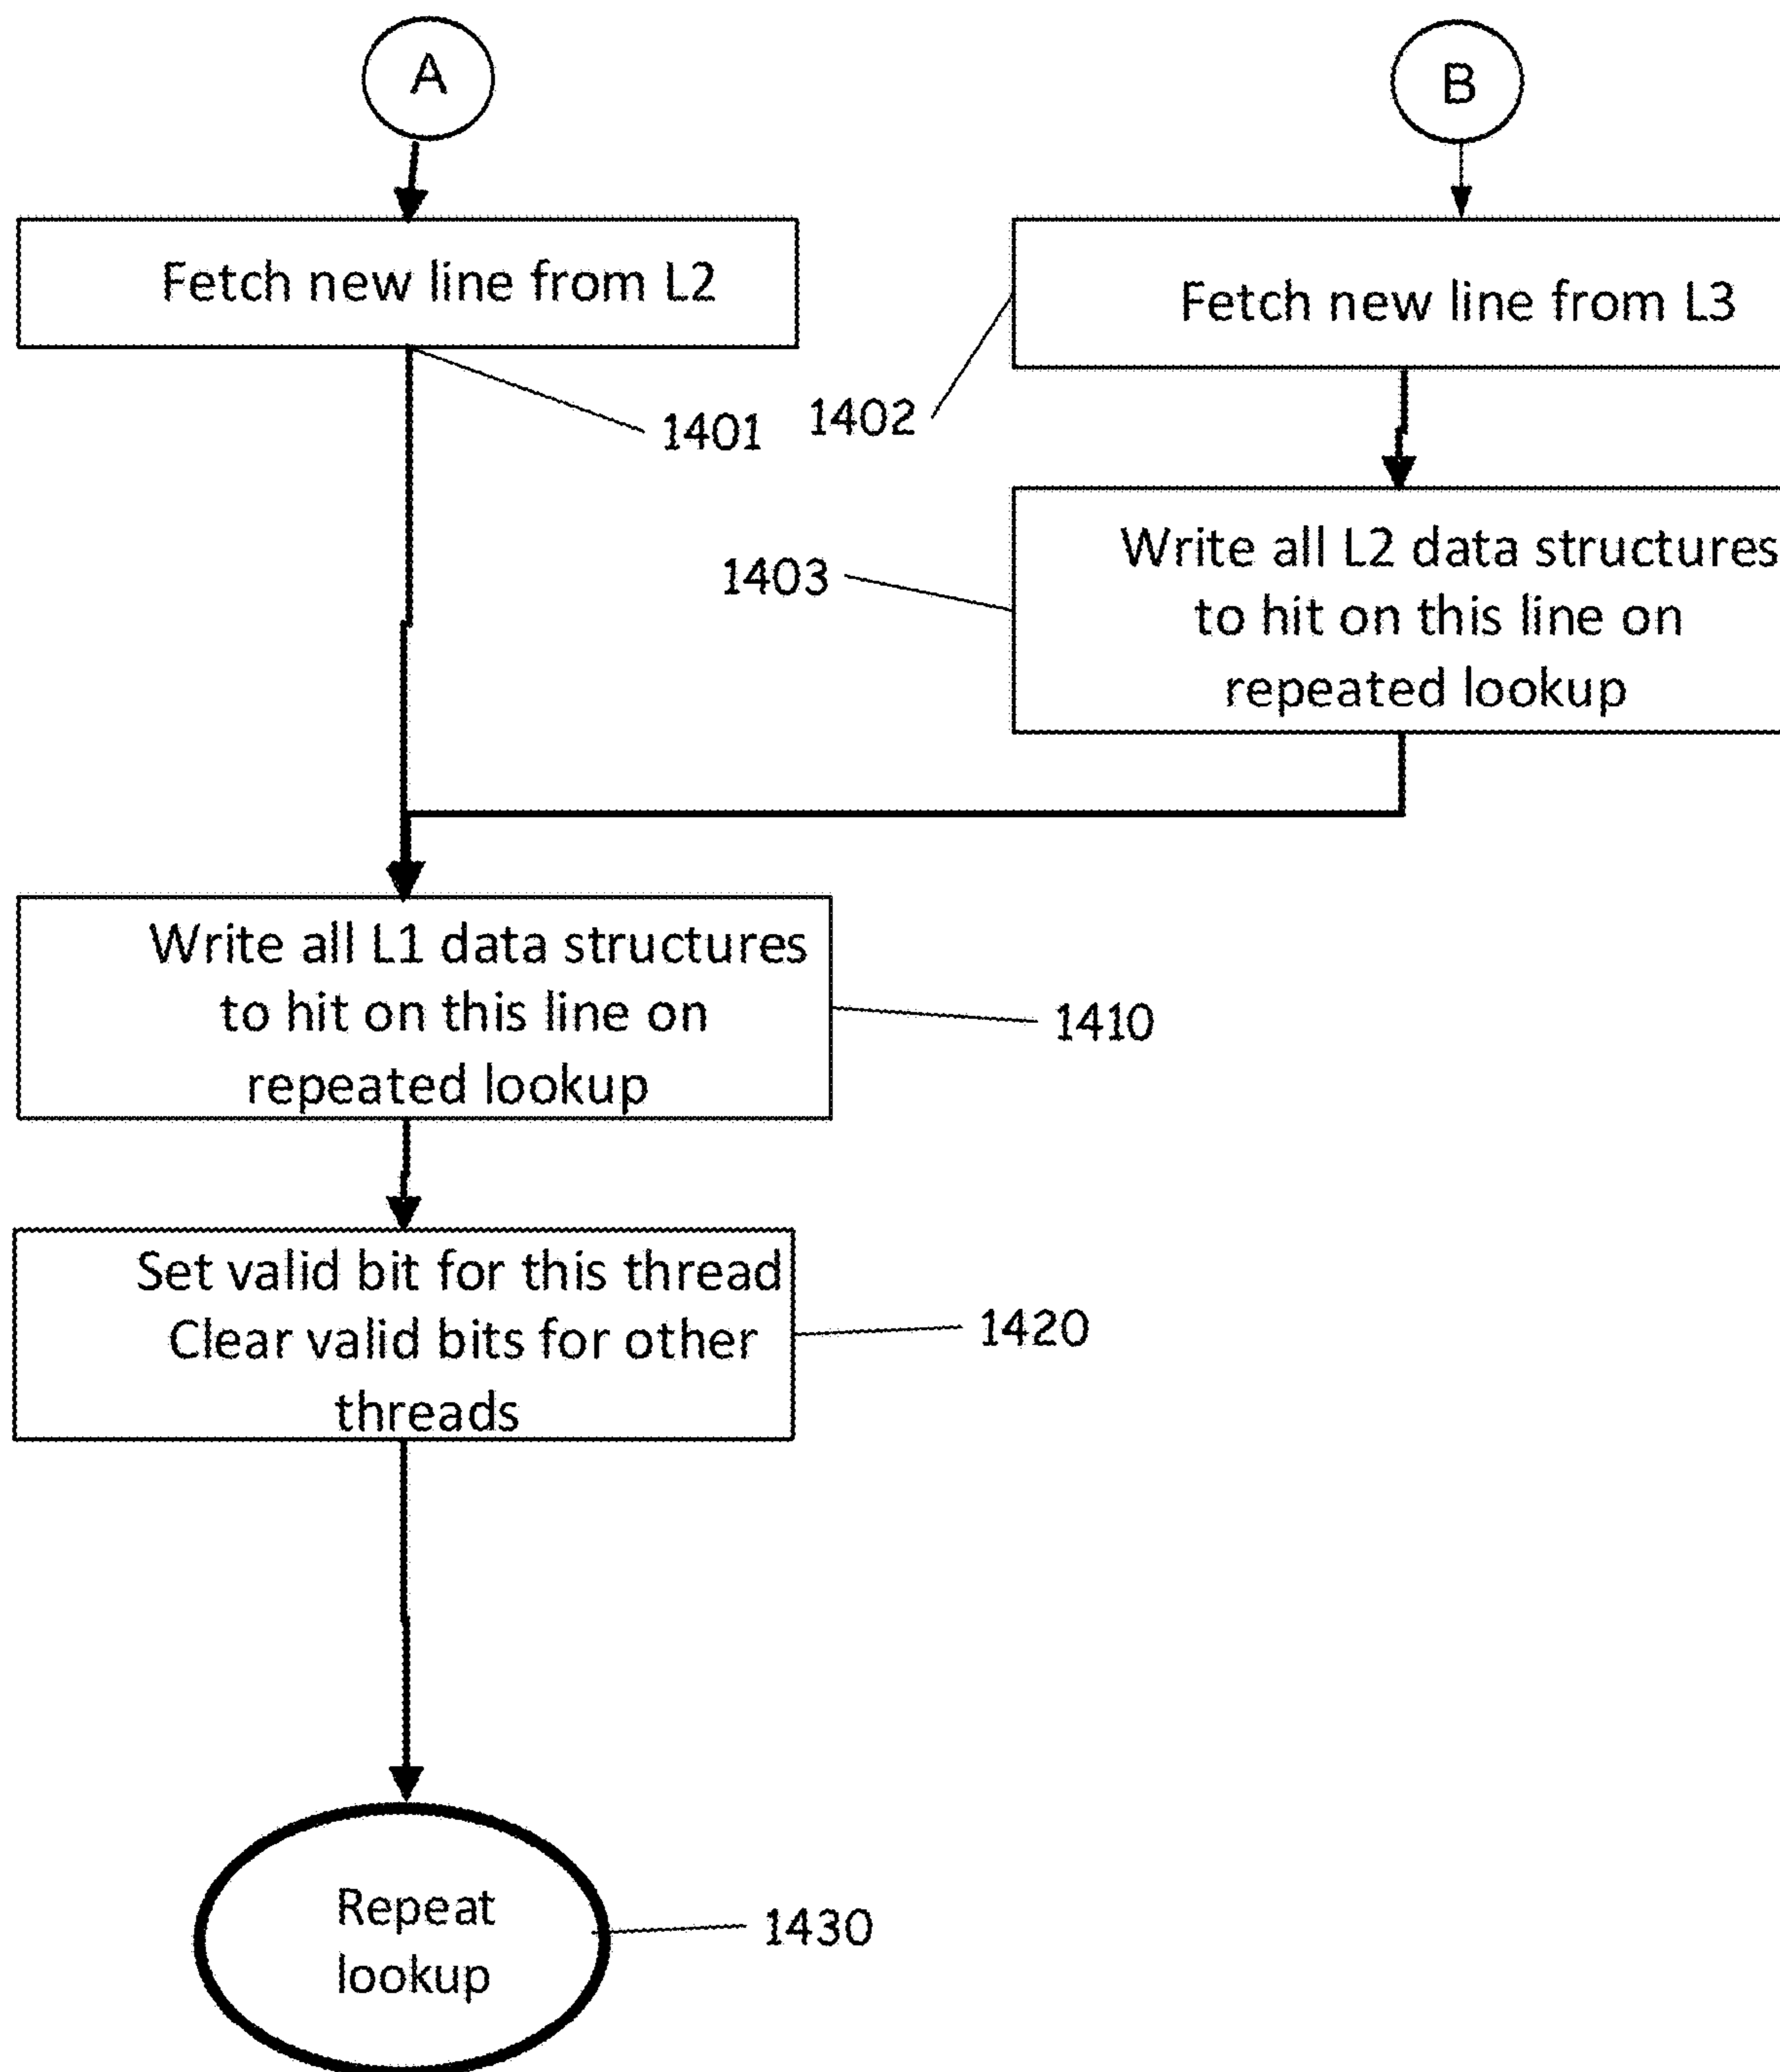 A
B
Fetch new line from L2
Fetch new line from L3
1401
1402
Write all L2 data structures
to hit on this line on
repeated lookup
1403
Write all L1 data structures
to hit on this line on
repeated lookup
1410
Set valid bit for this thread
Clear valid bits for other
threads
1420
Repeat
lookup
1430